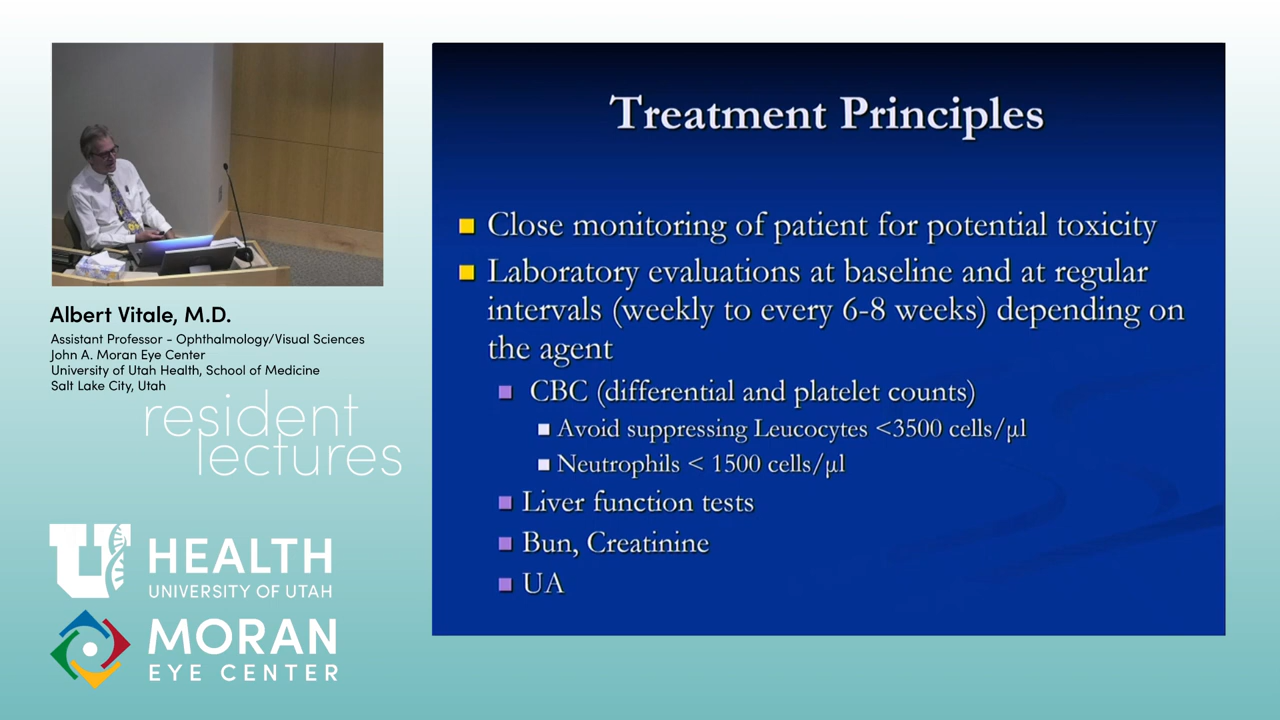 Treatment Principles
Close monitoring of patient for potential toxicity
Laboratory evaluations at baseline and at regular
intervals (weekly to every 6-8 weeks) depending on
the agent
CBC (differential and platelet counts)
Avoid suppressing Leucocytes <3500 cells/µl
Neutrophils < 1500 cells/µl
Liver function tests
Bun, Creatinine
UA
Albert Vitale, M.D.
Assistant Professor - Ophthalmology/Visual Sciences
John A. Moran Eye Center
University of Utah Health, School of Medicine
Salt Lake City, Utah
resident
lectures
U HEALTH
UNIVERSITY OF UTAH
MORAN
EYE CENTER